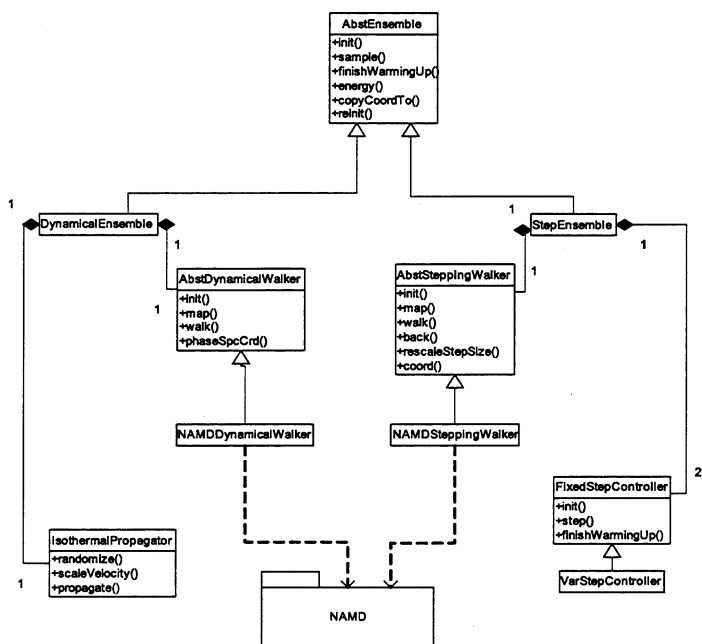 AbstEnsemble
+init()
+sample()
+finishWarmingUp()
+energy()
+copyCoordTo()
+reinit()
1
DynamicalEnsemble
1
1
StepEnsemble
1
AbstDynamicalWalker
+init()
+map()
+walk()
+phaseSpcCrd()
1
AbstSteppingWalker
+init()
+map()
+walk()
+back()
+rescaleStepSize()
+coord()
1
NAMDDynamicalWalker
NAMDSteppingWalker
2
FixedStepController
+init()
+step()
+finishWarmingUp()
VarStepController
IsothermalPropagator
+randomize()
+scaleVelocity()
+propagate()
1
NAMD